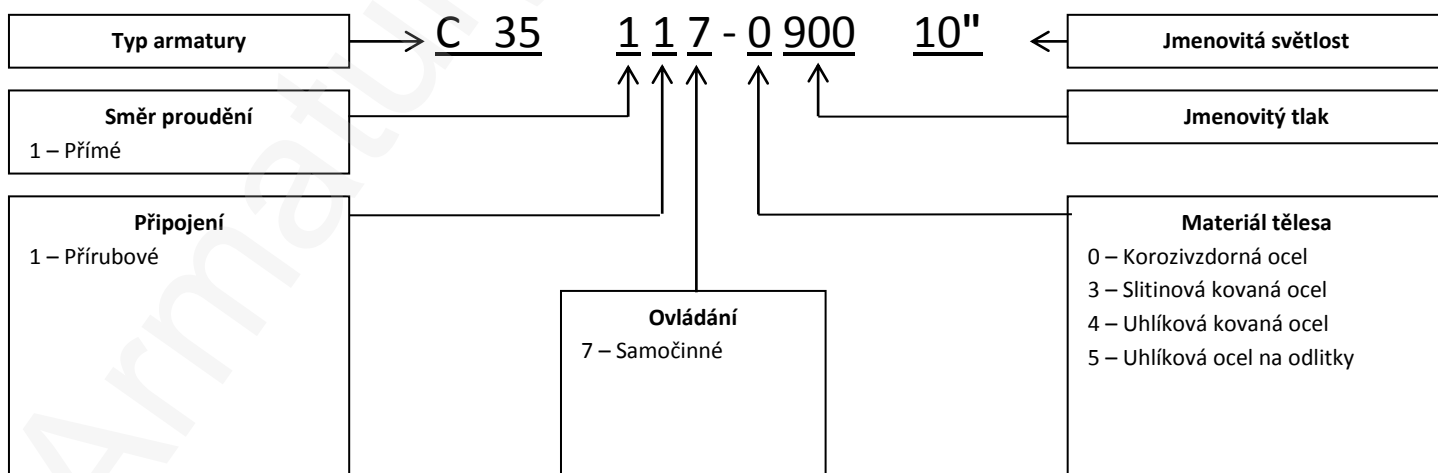 Typ armatury
C 35 1 1 7 - 0 900 10"
Jmenovitá světlost
Směr proudění
1 – Přímé
Jmenovitý tlak
Připojení
1 – Přírubové
Ovládání
7 – Samočinné
Materiál tělesa
0 – Korozivzdorná ocel
3 – Slitinová kovaná ocel
4 – Uhlíková kovaná ocel
5 – Uhlíková ocel na odlitky